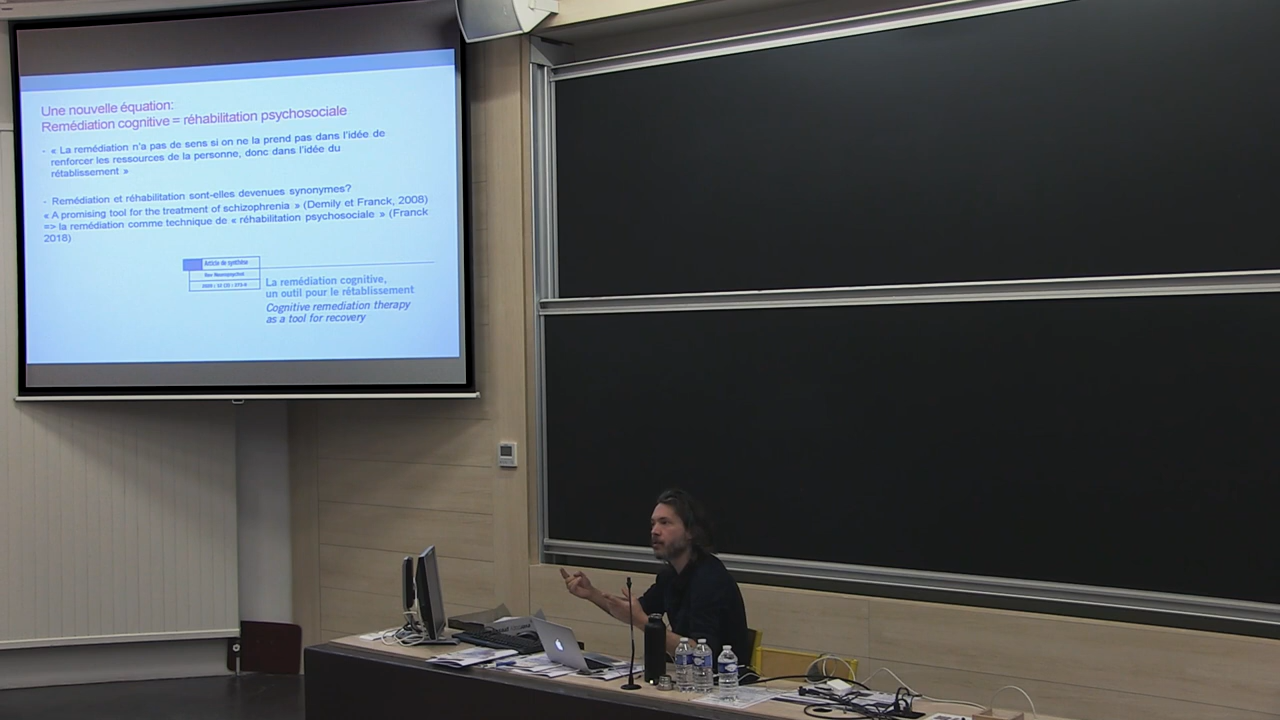 Une nouvelle équation:
Remédiation cognitive = réhabilitation psychosociale
- « La remédiation n'a pas de sens si on ne la prend pas dans l'idée de
renforcer les ressources de la personne, donc dans l'idée du
rétablissement »
- Remédiation et réhabilitation sont-elles devenues synonymes?
« A promising tool for the treatment of schizophrenia » (Demily et Franck, 2008)
=> la remédiation comme technique de « réhabilitation psychosociale » (Franck
2018)
Article de synthèse
Rev Neuropsychol
La remédiation cognitive,
un outil pour le rétablissement
Cognitive remediation therapy
as a tool for recovery